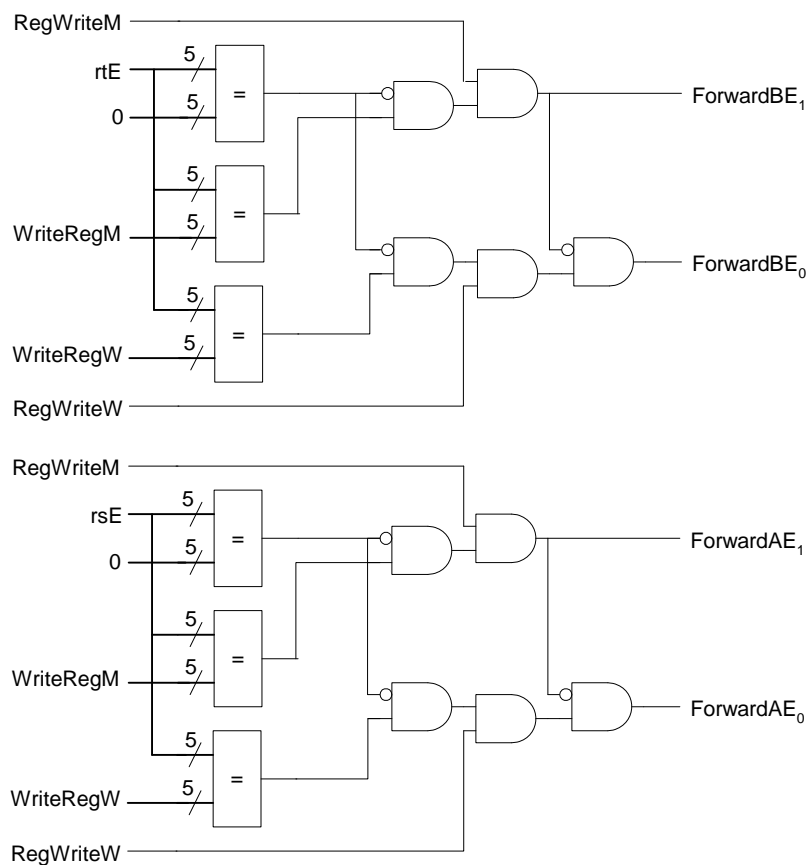 RegWriteM
rtE
5
=
0
5
ForwardBE1
5
=
WriteRegM
5
ForwardBE0
5
=
WriteRegW
5
RegWriteW
RegWriteM
rsE
5
=
0
5
ForwardAE1
5
=
WriteRegM
5
ForwardAE0
5
=
WriteRegW
5
RegWriteW